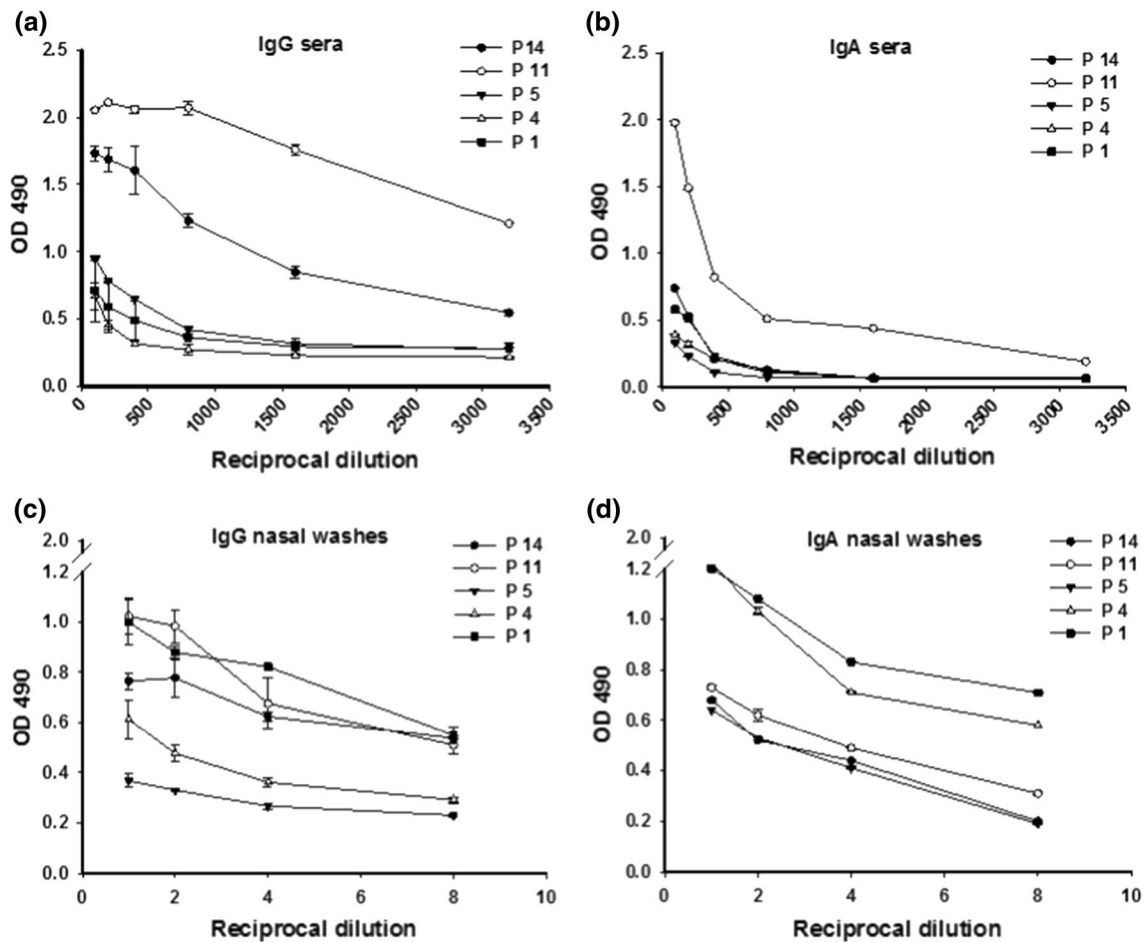 (a)
IgG sera
P 14
P 11
P 5
P 4
P 1
2.5
2.0
1.5
1.0
0.5
0.0
OD 490
0
500
1000
1500
2000
2500
3000
3500
Reciprocal dilution
(b)
IgA sera
P 14
P 11
P 5
P 4
P 1
2.5
2.0
1.5
1.0
0.5
0.0
OD 490
0
500
1000
1500
2000
2500
3000
3500
Reciprocal dilution
(c)
IgG nasal washes
P 14
P 11
P 5
P 4
P 1
2.0
1.2
1.0
0.8
0.6
0.4
0.2
0.0
OD 490
0
2
4
6
8
10
Reciprocal dilution
(d)
IgA nasal washes
P 14
P 11
P 5
P 4
P 1
2.0
1.2
1.0
0.8
0.6
0.4
0.2
0.0
OD 490
0
2
4
6
8
10
Reciprocal dilution